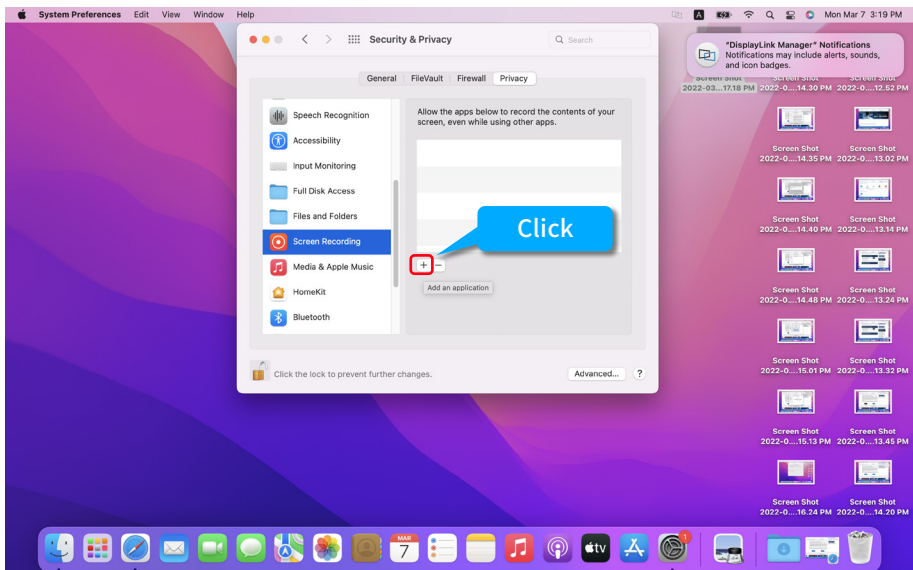 System Preferences Edit View Window Help
A
Mon Mar 7 3:19 PM
Security & Privacy
Search
"DisplayLink Manager" Notifications
Notifications may include alerts, sounds,
and icon badges.
General FileVault Firewall Privacy
Speech Recognition
Accessibility
Input Monitoring
Full Disk Access
Files and Folders
Screen Recording
Media & Apple Music
HomeKit
Bluetooth
Allow the apps below to record the contents of your
screen, even while using other apps.
Click
+ −
Add an application
Click the lock to prevent further changes.
Advanced... ?
Screen Shot
2022-03...17.18 PM
Screen Shot
2022-0....14.30 PM
Screen Shot
2022-0....12.52 PM
Screen Shot
2022-0....14.35 PM
Screen Shot
2022-0....13.02 PM
Screen Shot
2022-0....14.40 PM
Screen Shot
2022-0....13.14 PM
Screen Shot
2022-0....14.48 PM
Screen Shot
2022-0....13.24 PM
Screen Shot
2022-0....15.01 PM
Screen Shot
2022-0....13.32 PM
Screen Shot
2022-0....15.13 PM
Screen Shot
2022-0....13.45 PM
Screen Shot
2022-0....16.24 PM
Screen Shot
2022-0....14.20 PM
MAR
7
tv
1